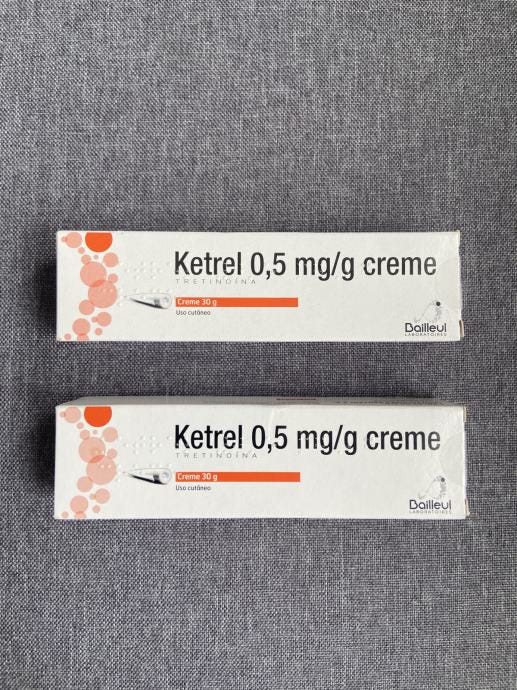 Ketrel 0,5 mg/g creme
TRETINOÍNA
Creme 30 g
Uso cutâneo
Bailleul
LABORATOIRES
Ketrel 0,5 mg/g creme
TRETINOÍNA
Creme 30 g
Uso cutâneo
Bailleul
LABORATOIRES